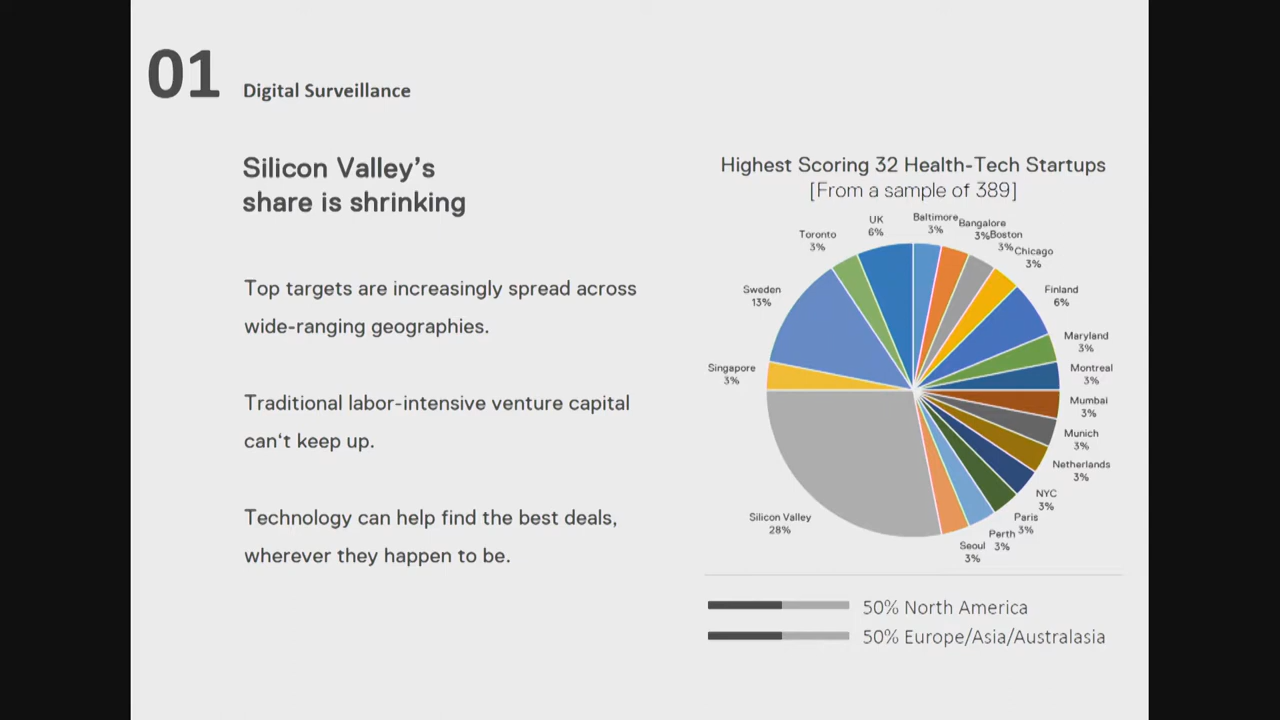 01
Digital Surveillance
Silicon Valley's
share is shrinking
Top targets are increasingly spread across
wide-ranging geographies.
Traditional labor-intensive venture capital
can't keep up.
Technology can help find the best deals,
wherever they happen to be.
Highest Scoring 32 Health-Tech Startups
[From a sample of 389]
UK
6%
Baltimore
3%
Bangalore
3%
Boston
3%
Chicago
3%
Finland
6%
Maryland
3%
Montreal
3%
Mumbai
3%
Munich
3%
Netherlands
3%
NYC
3%
Paris
3%
Perth
3%
Seoul
3%
Silicon Valley
28%
Singapore
3%
Sweden
13%
Toronto
3%
50% North America
50% Europe/Asia/Australasia